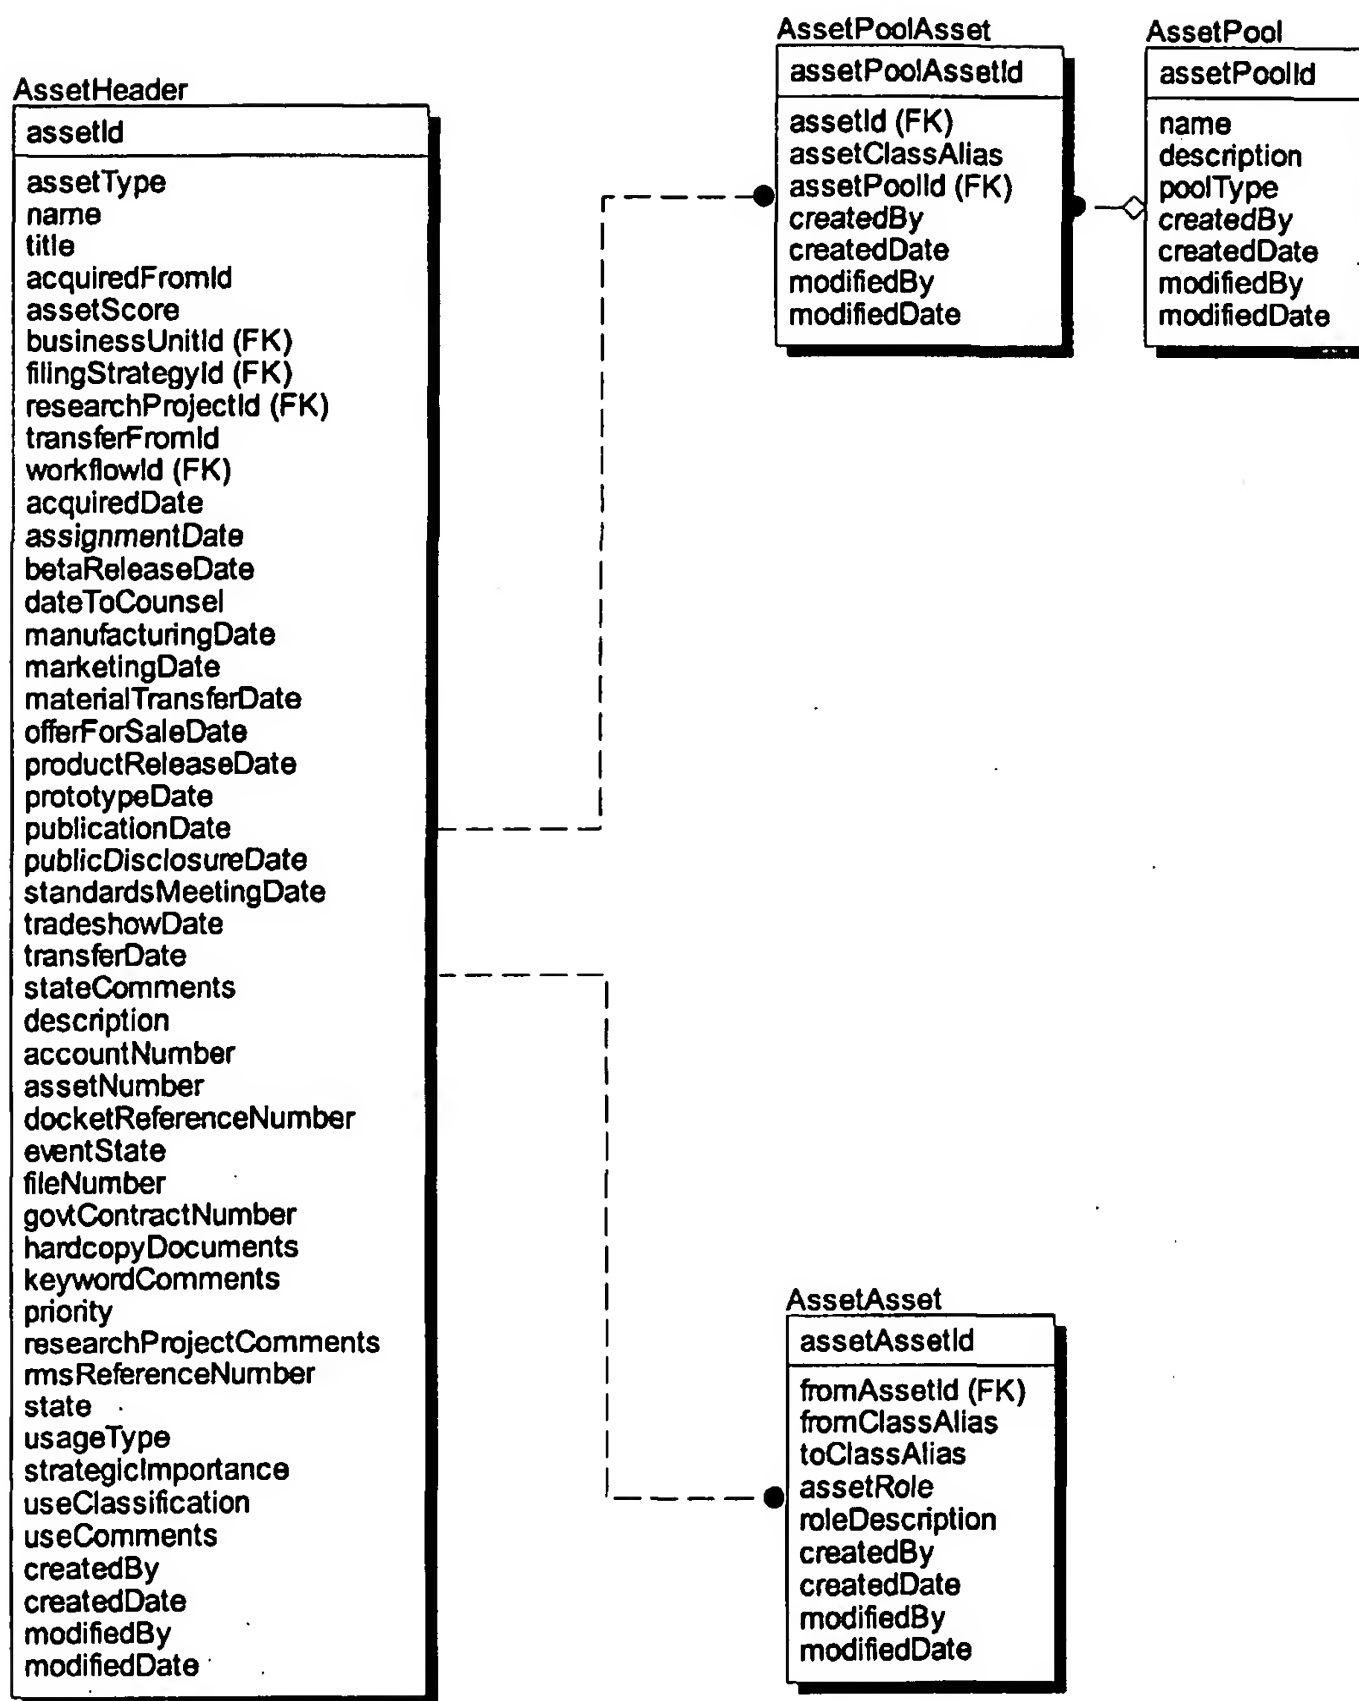 AssetHeader
assetId
assetType
name
title
acquiredFromId
assetScore
businessUnitId (FK)
filingStrategyId (FK)
researchProjectId (FK)
transferFromId
workflowId (FK)
acquiredDate
assignmentDate
betaReleaseDate
dateToCounsel
manufacturingDate
marketingDate
materialTransferDate
offerForSaleDate
productReleaseDate
prototypeDate
publicationDate
publicDisclosureDate
standardsMeetingDate
tradeshowDate
transferDate
stateComments
description
accountNumber
assetNumber
docketReferenceNumber
eventState
fileNumber
govtContractNumber
hardcopyDocuments
keywordComments
priority
researchProjectComments
rmsReferenceNumber
state
usageType
strategicImportance
useClassification
useComments
createdBy
createdDate
modifiedBy
modifiedDate
AssetPoolAsset
assetPoolAssetId
assetId (FK)
assetClassAlias
assetPoolId (FK)
createdBy
createdDate
modifiedBy
modifiedDate
AssetPool
assetPoolId
name
description
poolType
createdBy
createdDate
modifiedBy
modifiedDate
AssetAsset
assetAssetId
fromAssetId (FK)
fromClassAlias
toClassAlias
assetRole
roleDescription
createdBy
createdDate
modifiedBy
modifiedDate